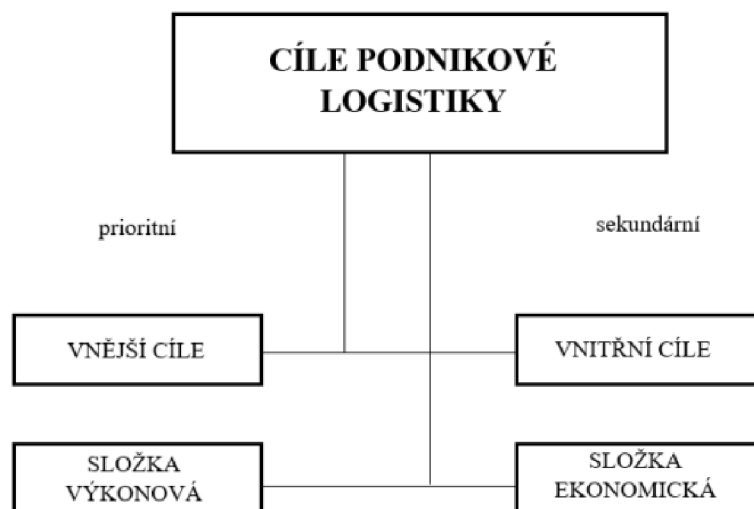 CÍLE PODNIKOVÉ
LOGISTIKY
prioritní
sekundární
VNĚJŠÍ CÍLE
VNITŘNÍ CÍLE
SLOŽKA
VÝKONOVÁ
SLOŽKA
EKONOMICKÁ